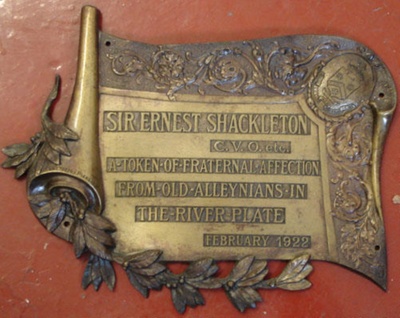 SIR ERNEST SHACKLETON
C.V.O. etc.
A·TOKEN·OF·FRATERNAL·AFFECTION
FROM·OLD·ALLEYNIANS·IN
THE·RIVER·PLATE
FEBRUARY 1922